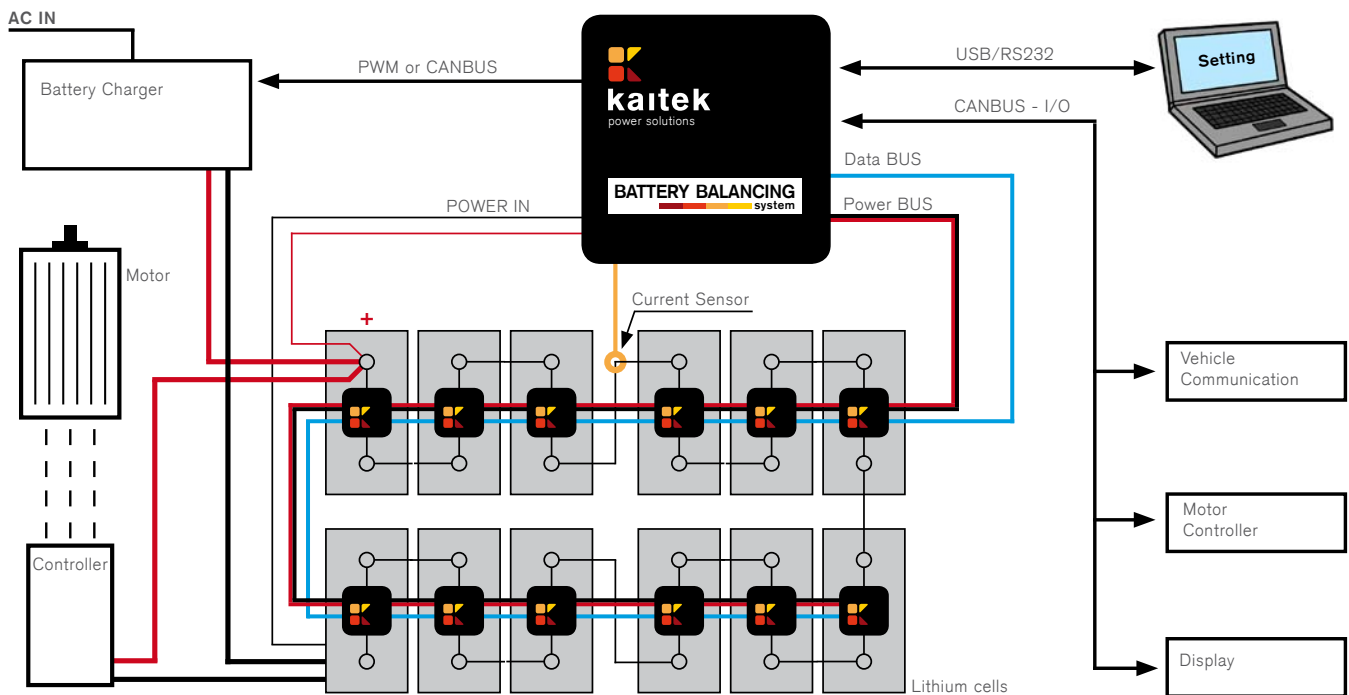 AC IN
Battery Charger
PWM or CANBUS
kaitek
power solutions
BATTERY BALANCING
system
USB/RS232
Setting
CANBUS - I/O
Data BUS
Power BUS
POWER IN
Motor
Current Sensor
+
Vehicle
Communication
Motor
Controller
Controller
Display
Lithium cells